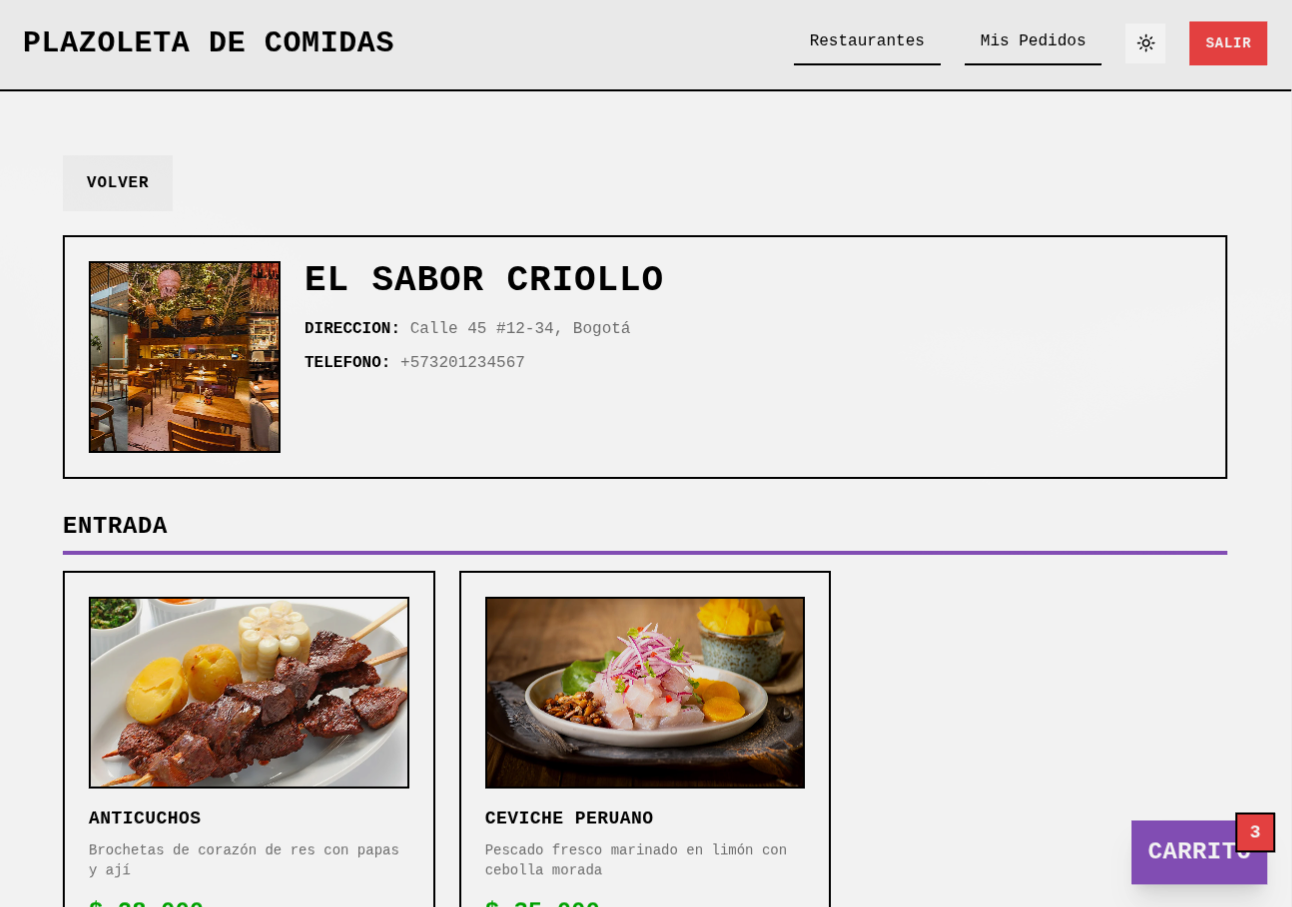 PLAZOLETA DE COMIDAS
Restaurantes
Mis Pedidos
SALIR
VOLVER
EL SABOR CRIOLLO
DIRECCION: Calle 45 #12-34, Bogotá
TELEFONO: +573201234567
ENTRADA
ANTICUCHOS
Brochetas de corazón de res con papas
y ají
CEVICHE PERUANO
Pescado fresco marinado en limón con
cebolla morada
3
CARRITO